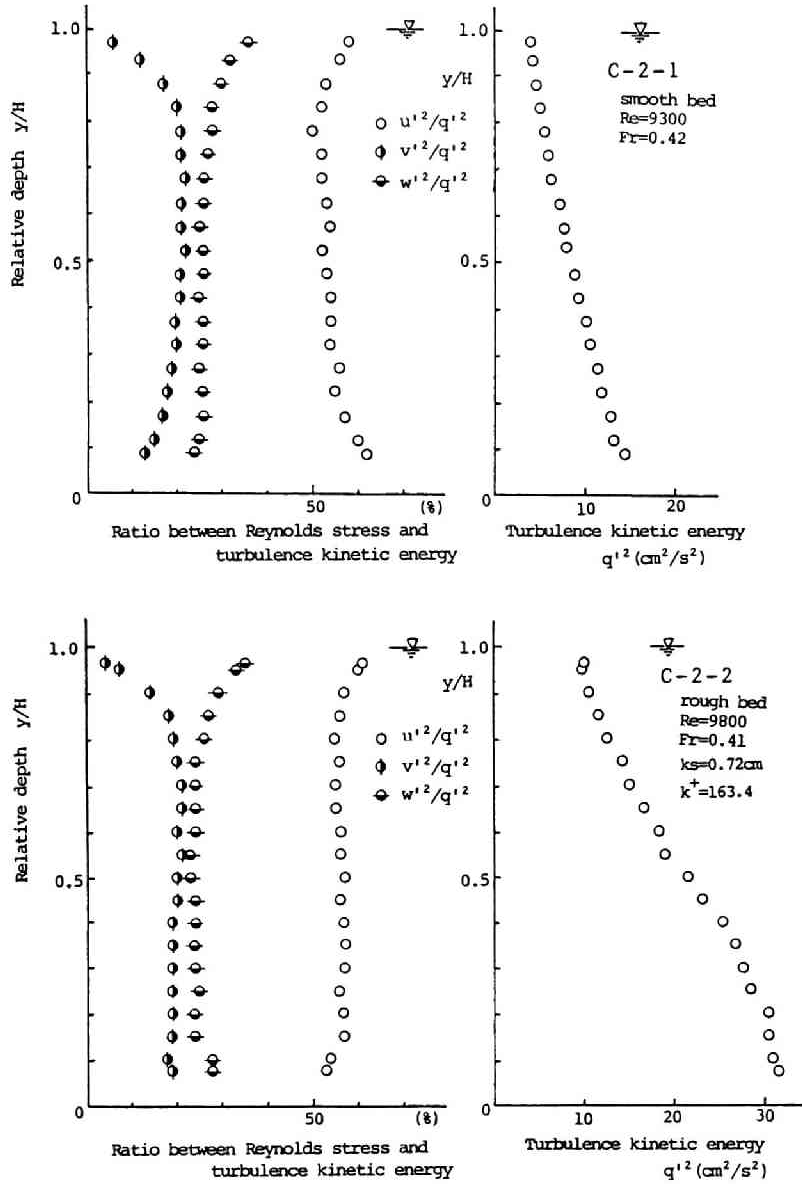 1.0
0.5
0
50
(%)
Relative depth y/H
y/H
u'²/q'²
v'²/q'²
w'²/q'²
Ratio between Reynolds stress and
turbulence kinetic energy
1.0
0.5
0
10
20
C-2-1
smooth bed
Re=9300
Fr=0.42
Turbulence kinetic energy
q'²(cm²/s²)
1.0
0.5
0
50
(%)
Relative depth y/H
y/H
u'²/q'²
v'²/q'²
w'²/q'²
Ratio between Reynolds stress and
turbulence kinetic energy
1.0
0.5
0
10
20
30
C-2-2
rough bed
Re=9800
Fr=0.41
ks=0.72cm
k⁺=163.4
Turbulence kinetic energy
q'²(cm²/s²)